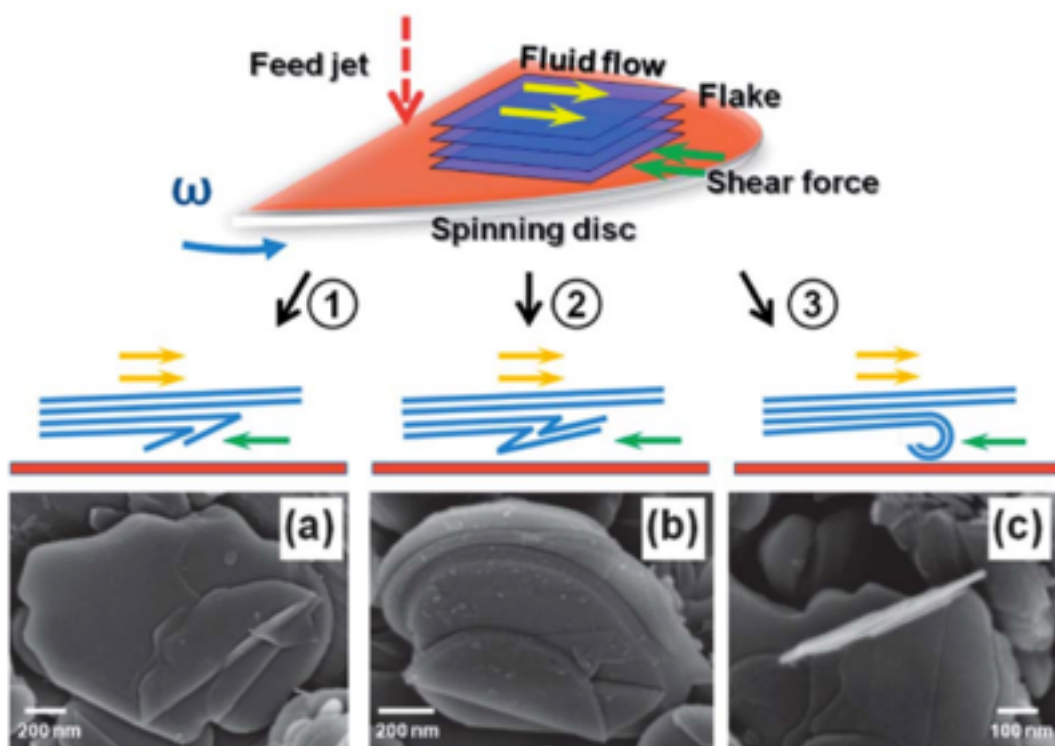 Feed jet
Fluid flow
Flake
Shear force
ω
Spinning disc
1
2
3
(a)
(b)
(c)
200 nm
200 nm
100 nm